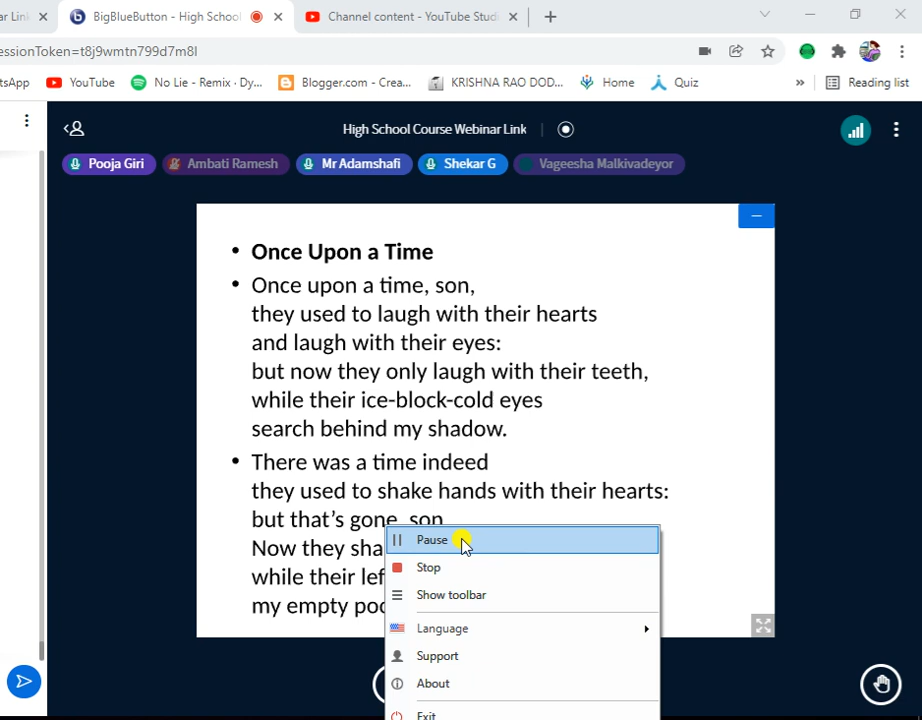 ar Lin
BigBlueButton - High School
Channel content - YouTube Studi
essionToken=t8j9wmtn799d7m8l
tsApp
YouTube
No Lie - Remix · Dy...
Blogger.com - Crea...
KRISHNA RAO DOD...
Home
Quiz
»
Reading list
High School Course Webinar Link
Pooja Giri
Ambati Ramesh
Mr Adamshafi
Shekar G
Vageesha Malkivadeyor
• Once Upon a Time
• Once upon a time, son,
they used to laugh with their hearts
and laugh with their eyes:
but now they only laugh with their teeth,
while their ice-block-cold eyes
search behind my shadow.
• There was a time indeed
they used to shake hands with their hearts:
but that’s gone, son
Now they sha
while their lef
my empty poc
Pause
Stop
Show toolbar
Language
Support
About
Exit